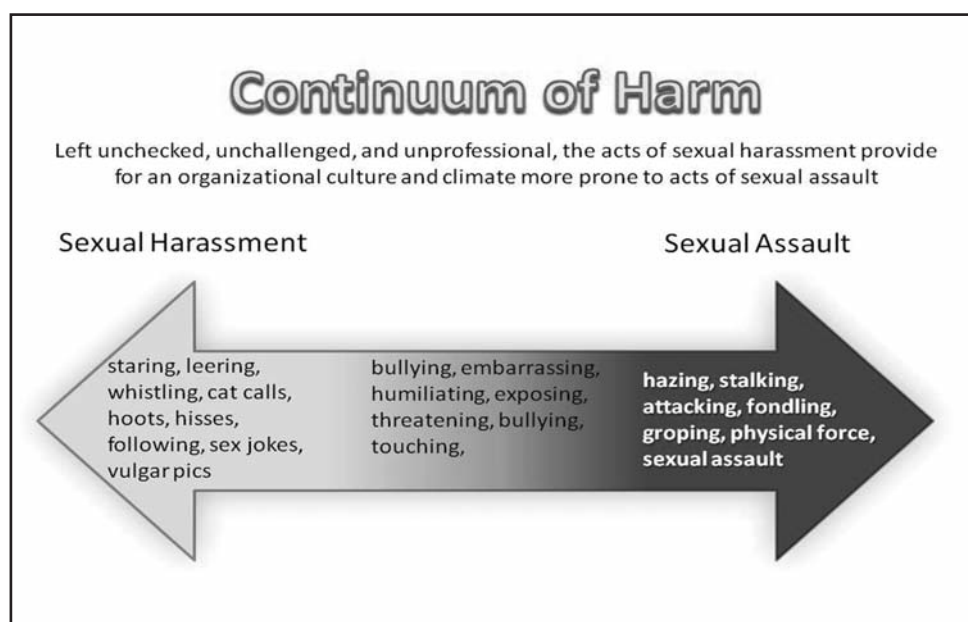 Continuum of Harm
Left unchecked, unchallenged, and unprofessional, the acts of sexual harassment provide
for an organizational culture and climate more prone to acts of sexual assault
Sexual Harassment
Sexual Assault
staring, leering,
whistling, cat calls,
hoots, hisses,
following, sex jokes,
vulgar pics
bullying, embarrassing,
humiliating, exposing,
threatening, bullying,
touching,
hazing, stalking,
attacking, fondling,
groping, physical force,
sexual assault